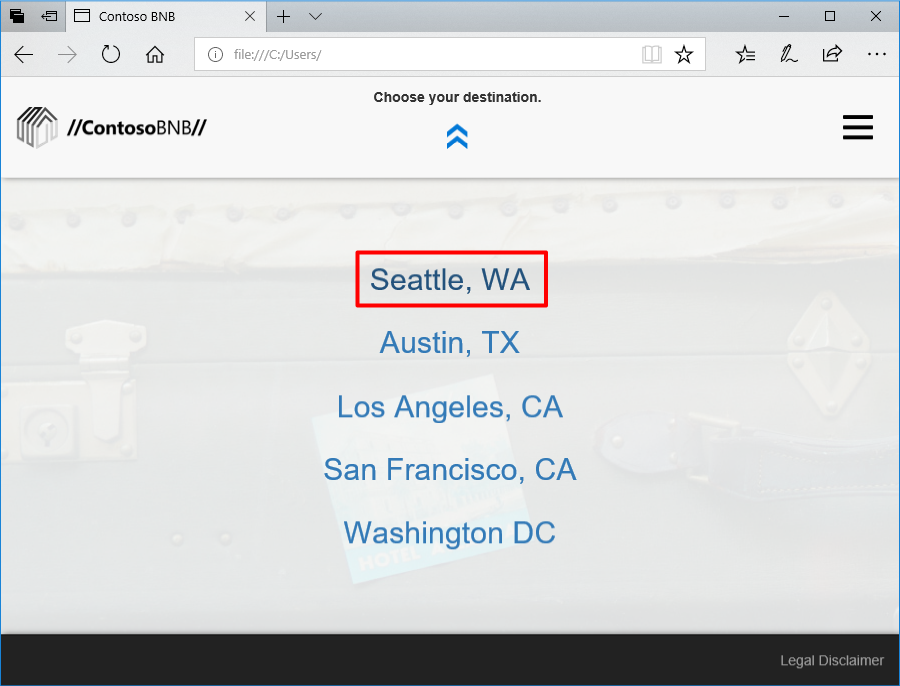 Contoso BNB
file:///C:/Users/
Choose your destination.
//ContosoBNB//
Seattle, WA
Austin, TX
Los Angeles, CA
San Francisco, CA
Washington DC
HOTEL
Legal Disclaimer